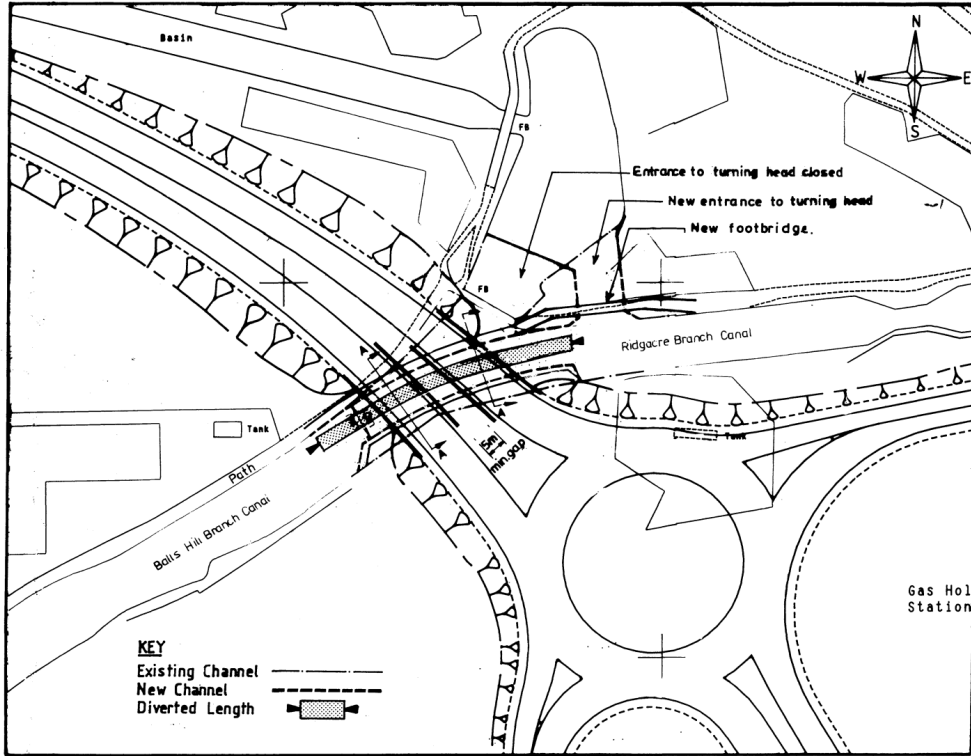 Basin
N
W E
S
FB
Entrance to turning head closed
New entrance to turning head
New footbridge.
FB
Ridgacre Branch Canal
A
A
Tank
Tank
A
A
5m
min.gap
Path
Balls Hill Branch Canal
Gas Hol
Station
KEY
Existing Channel
New Channel
Diverted Length